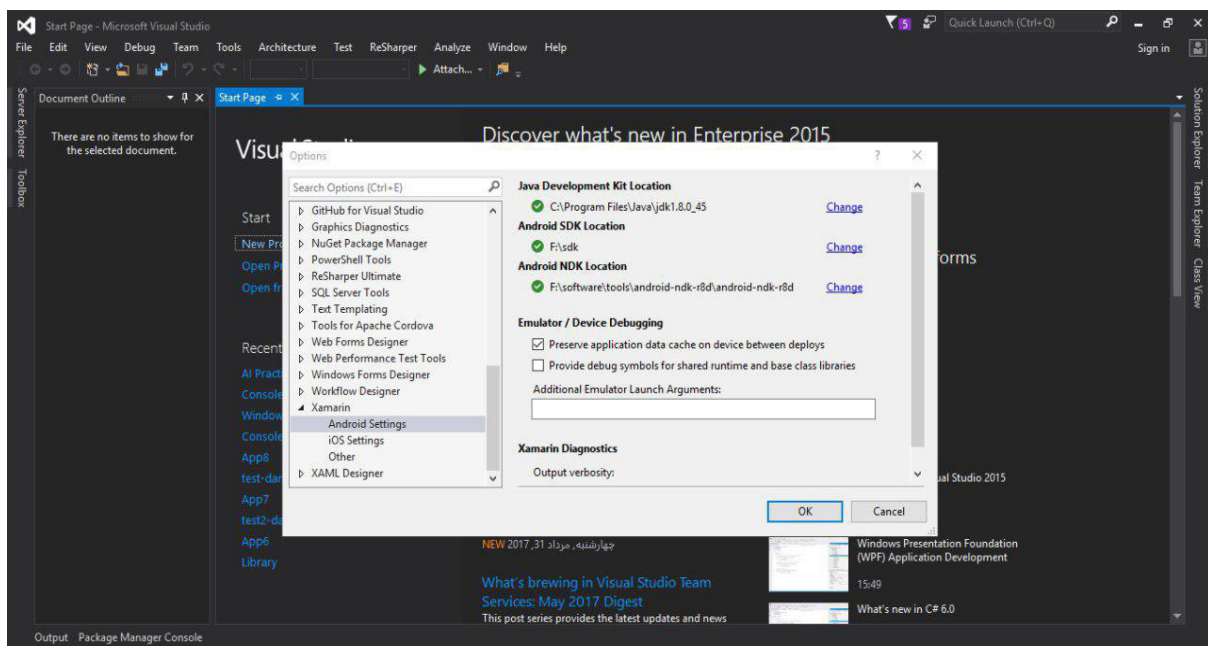 Start Page - Microsoft Visual Studio
5
Quick Launch (Ctrl+Q)
File Edit View Debug Team Tools Architecture Test ReSharper Analyze Window Help
Sign in
Attach...
Server Explorer
Toolbox
Document Outline
There are no items to show for
the selected document.
Start Page
Discover what's new in Enterprise 2015
Start
New
Open
Open
Recent
AI
App8
App7
App6
Library
Options
Search Options (Ctrl+E)
GitHub for Visual Studio
Graphics Diagnostics
NuGet Package Manager
PowerShell Tools
ReSharper Ultimate
SQL Server Tools
Text Templating
Tools for Apache Cordova
Web Forms Designer
Web Performance Test Tools
Windows Forms Designer
Workflow Designer
Xamarin
Android Settings
iOS Settings
Other
XAML Designer
Java Development Kit Location
C:\Program Files\Java\jdk1.8.0_45 Change
Android SDK Location
F:\sdk Change
Android NDK Location
F:\software\tools\android-ndk-r8d\android-ndk-r8d Change
Emulator / Device Debugging
Preserve application data cache on device between deploys
Provide debug symbols for shared runtime and base class libraries
Additional Emulator Launch Arguments:
Xamarin Diagnostics
Output verbosity:
OK Cancel
Studio 2015
NEW چهارشنبه, مرداد 31, 2017
What's brewing in Visual Studio Team
Services: May 2017 Digest
This post series provides the latest updates and news
Windows Presentation Foundation
(WPF) Application Development
15:49
What's new in C# 6.0
Solution Explorer
Team Explorer
Class View
Output Package Manager Console